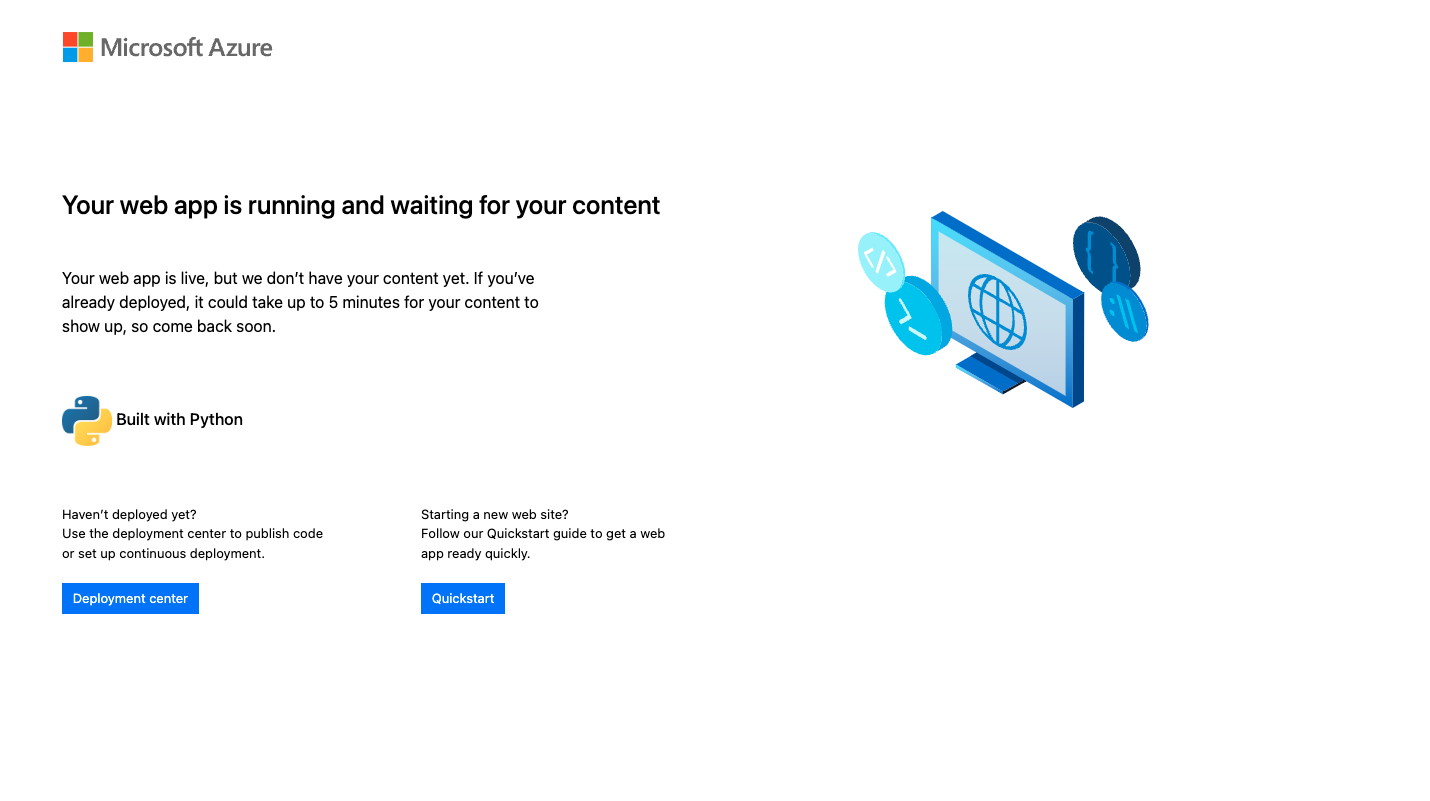 Microsoft Azure
Your web app is running and waiting for your content
Your web app is live, but we don’t have your content yet. If you’ve
already deployed, it could take up to 5 minutes for your content to
show up, so come back soon.
Built with Python
Haven’t deployed yet?
Use the deployment center to publish code
or set up continuous deployment.
Deployment center
Starting a new web site?
Follow our Quickstart guide to get a web
app ready quickly.
Quickstart